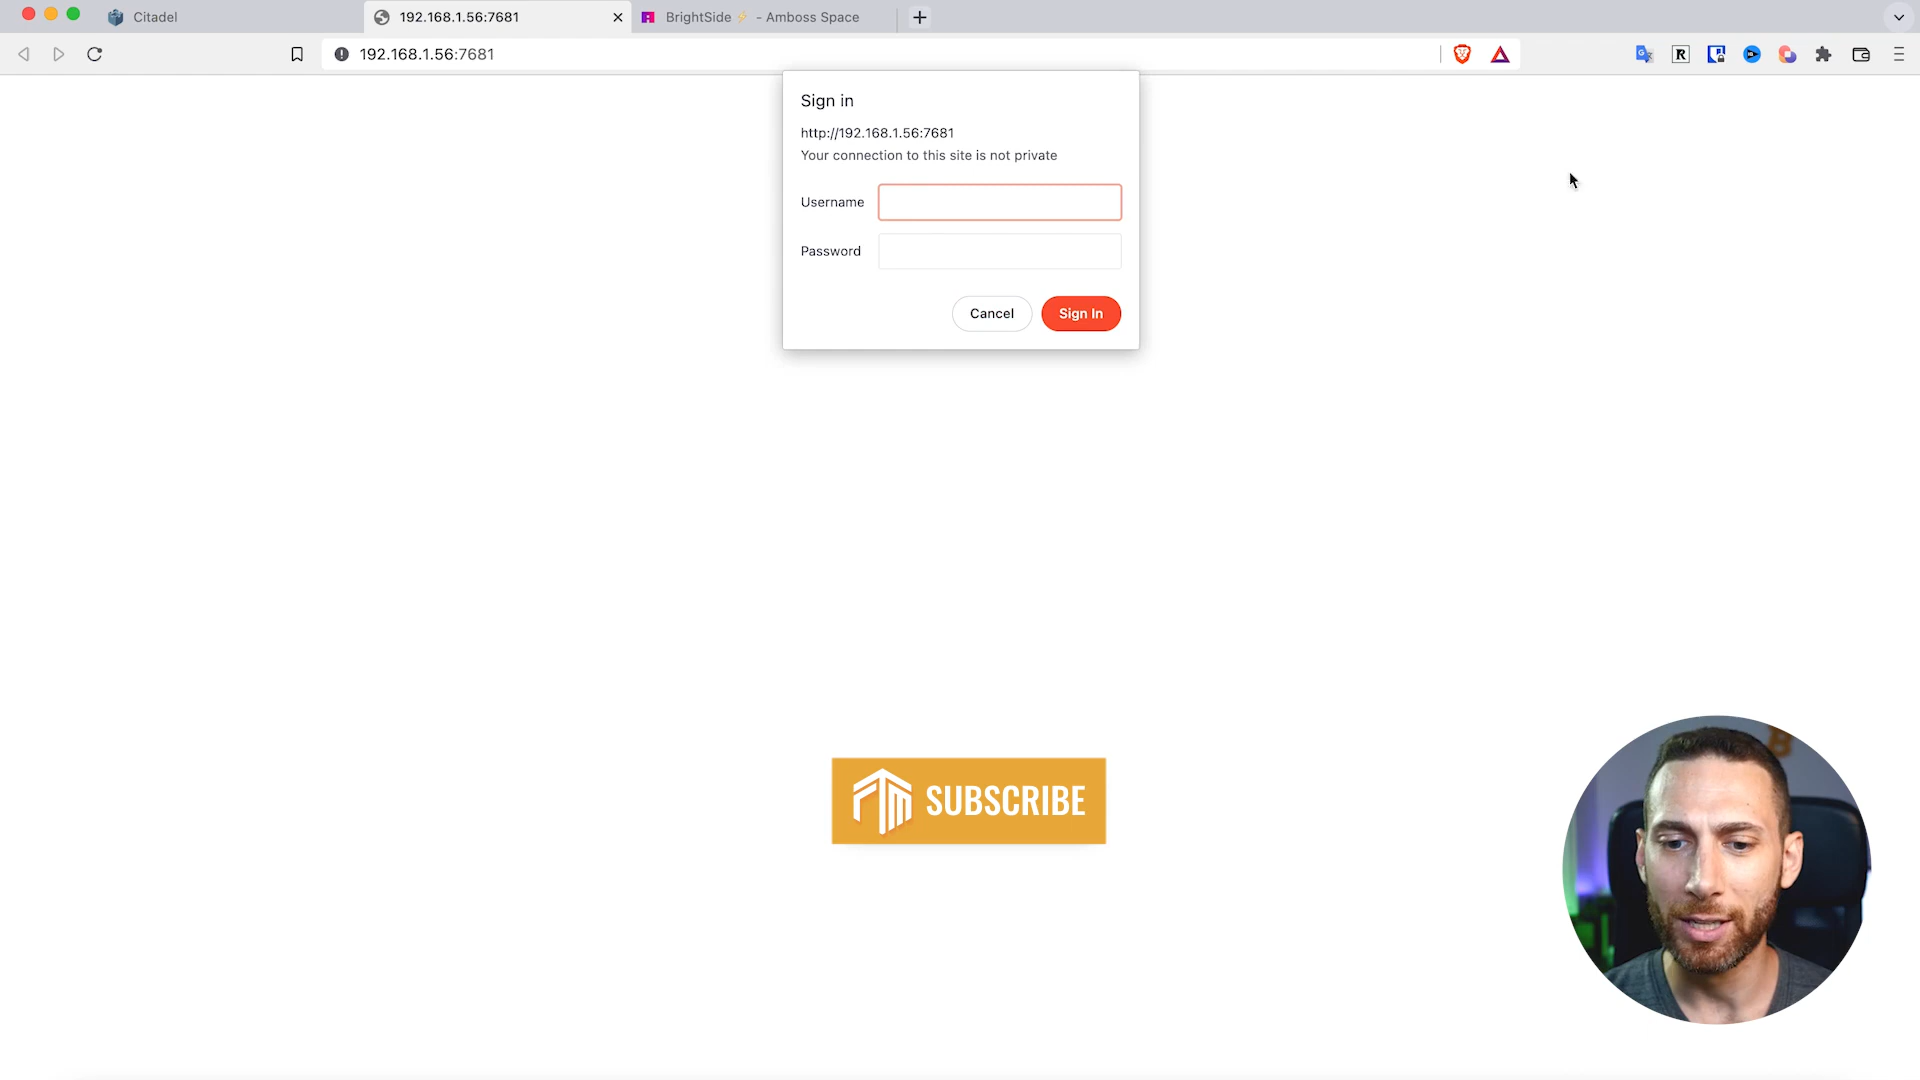 Citadel
192.168.1.56:7681
BrightSide⚡ - Amboss Space
192.168.1.56:7681
Sign in
http://192.168.1.56:7681
Your connection to this site is not private
Username
Password
Cancel
Sign In
SUBSCRIBE